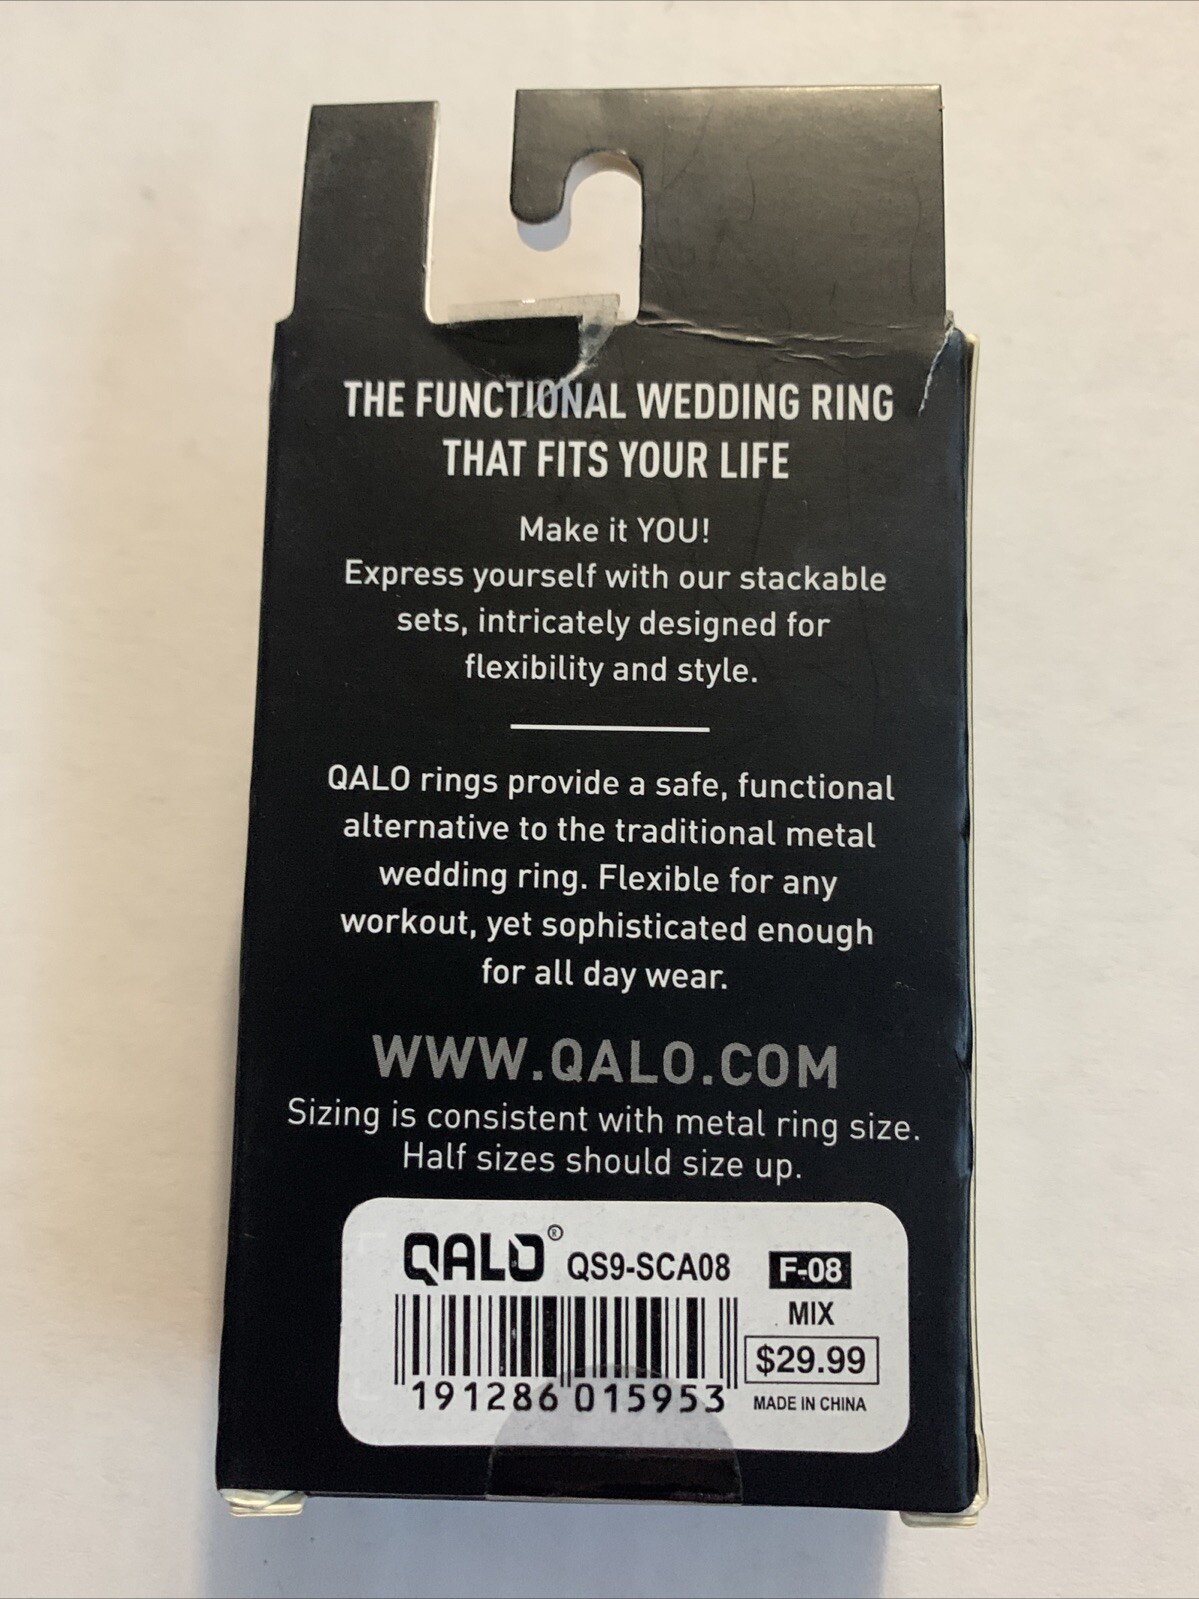 THE FUNCTIONAL WEDDING RING
THAT FITS YOUR LIFE
Make it YOU!
Express yourself with our stackable
sets, intricately designed for
flexibility and style.
QALO rings provide a safe, functional
alternative to the traditional metal
wedding ring. Flexible for any
workout, yet sophisticated enough
for all day wear.
WWW.QALO.COM
Sizing is consistent with metal ring size.
Half sizes should size up.
QALO® QS9-SCA08 F-08
MIX
$29.99
191286 015953 MADE IN CHINA